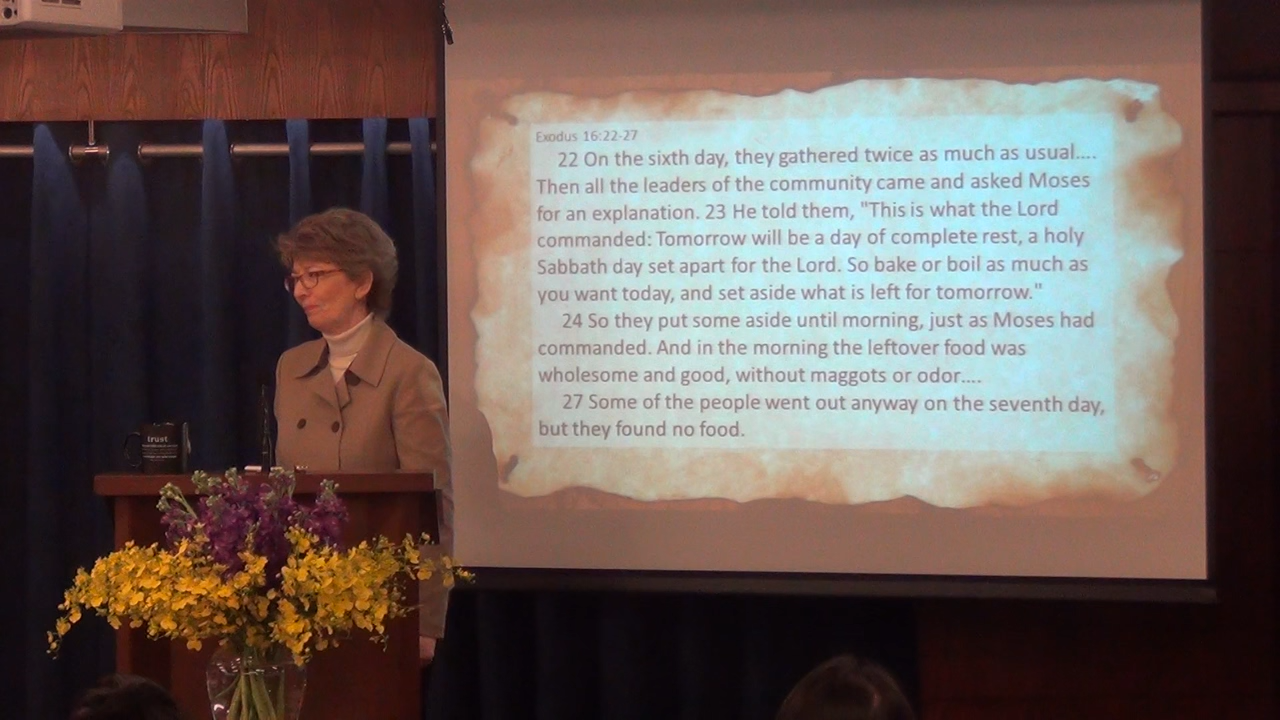 Exodus 16:22-27
22 On the sixth day, they gathered twice as much as usual....
Then all the leaders of the community came and asked Moses
for an explanation. 23 He told them, "This is what the Lord
commanded: Tomorrow will be a day of complete rest, a holy
Sabbath day set apart for the Lord. So bake or boil as much as
you want today, and set aside what is left for tomorrow."
24 So they put some aside until morning, just as Moses had
commanded. And in the morning the leftover food was
wholesome and good, without maggots or odor....
27 Some of the people went out anyway on the seventh day,
but they found no food.
trust